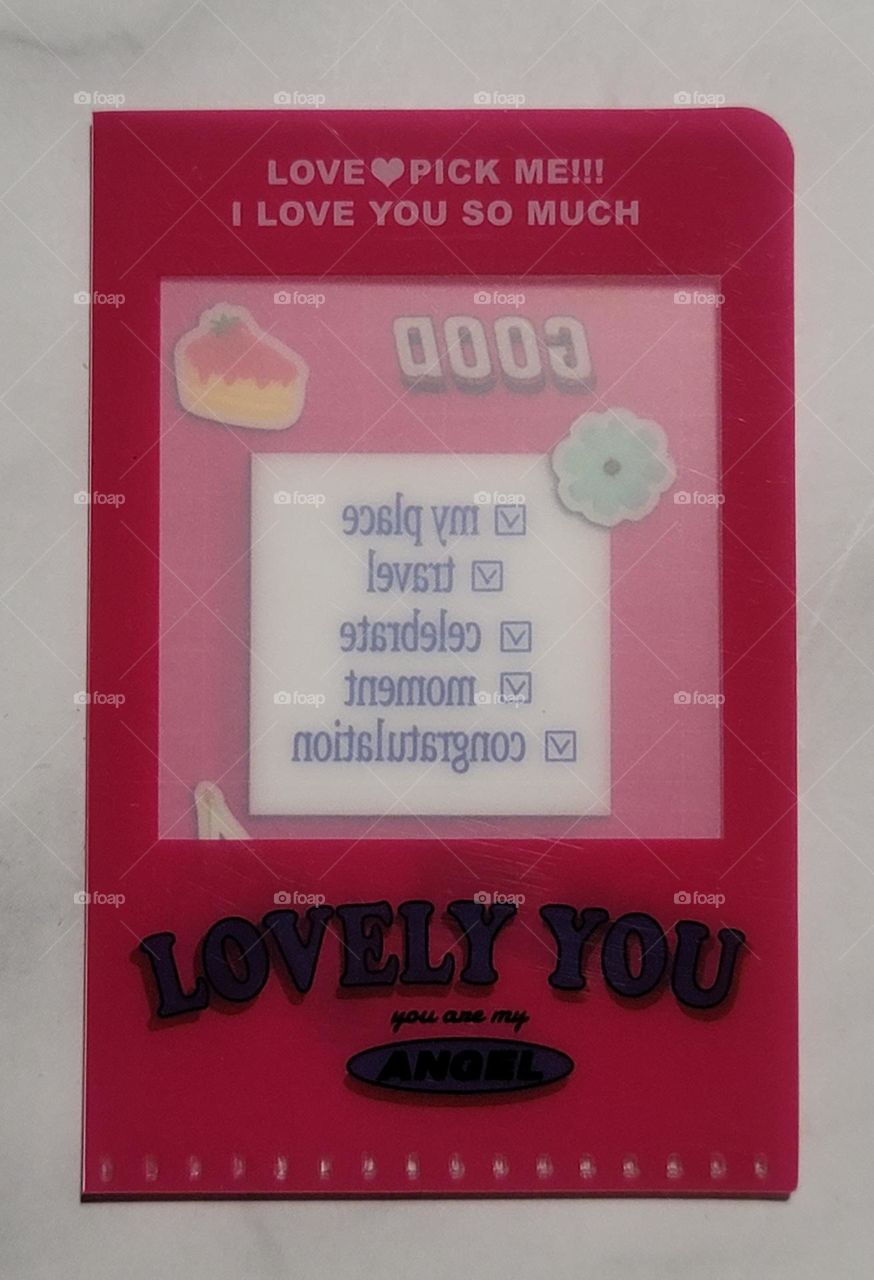 LOVE❤PICK ME!!!
I LOVE YOU SO MUCH
GOOD
☑ my place
☑ travel
☑ celebrate
☑ moment
☑ congratulation
LOVELY YOU
you are my
ANGEL
foap